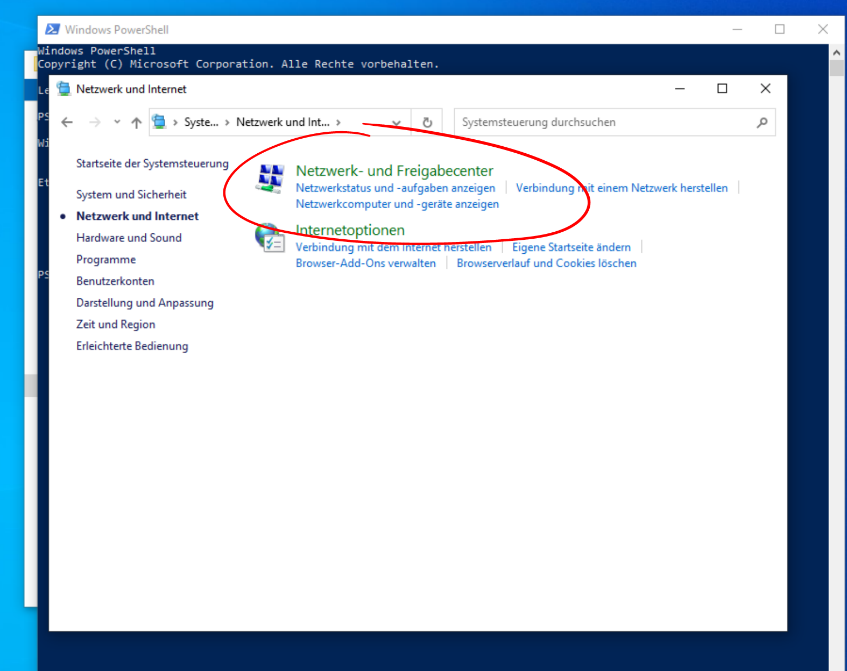 Windows PowerShell
Windows PowerShell
Copyright (C) Microsoft Corporation. Alle Rechte vorbehalten.
Le
Netzwerk und Internet
PS
Syste... > Netzwerk und Int... >
Systemsteuerung durchsuchen
Wi
Startseite der Systemsteuerung
Netzwerk- und Freigabecenter
Et
System und Sicherheit
Netzwerkstatus und -aufgaben anzeigen
Verbindung mit einem Netzwerk herstellen
Netzwerkcomputer und -geräte anzeigen
Netzwerk und Internet
Hardware und Sound
Internetoptionen
Verbindung mit dem Internet herstellen
Eigene Startseite ändern
Programme
Browser-Add-Ons verwalten
Browserverlauf und Cookies löschen
PS
Benutzerkonten
Darstellung und Anpassung
Zeit und Region
Erleichterte Bedienung